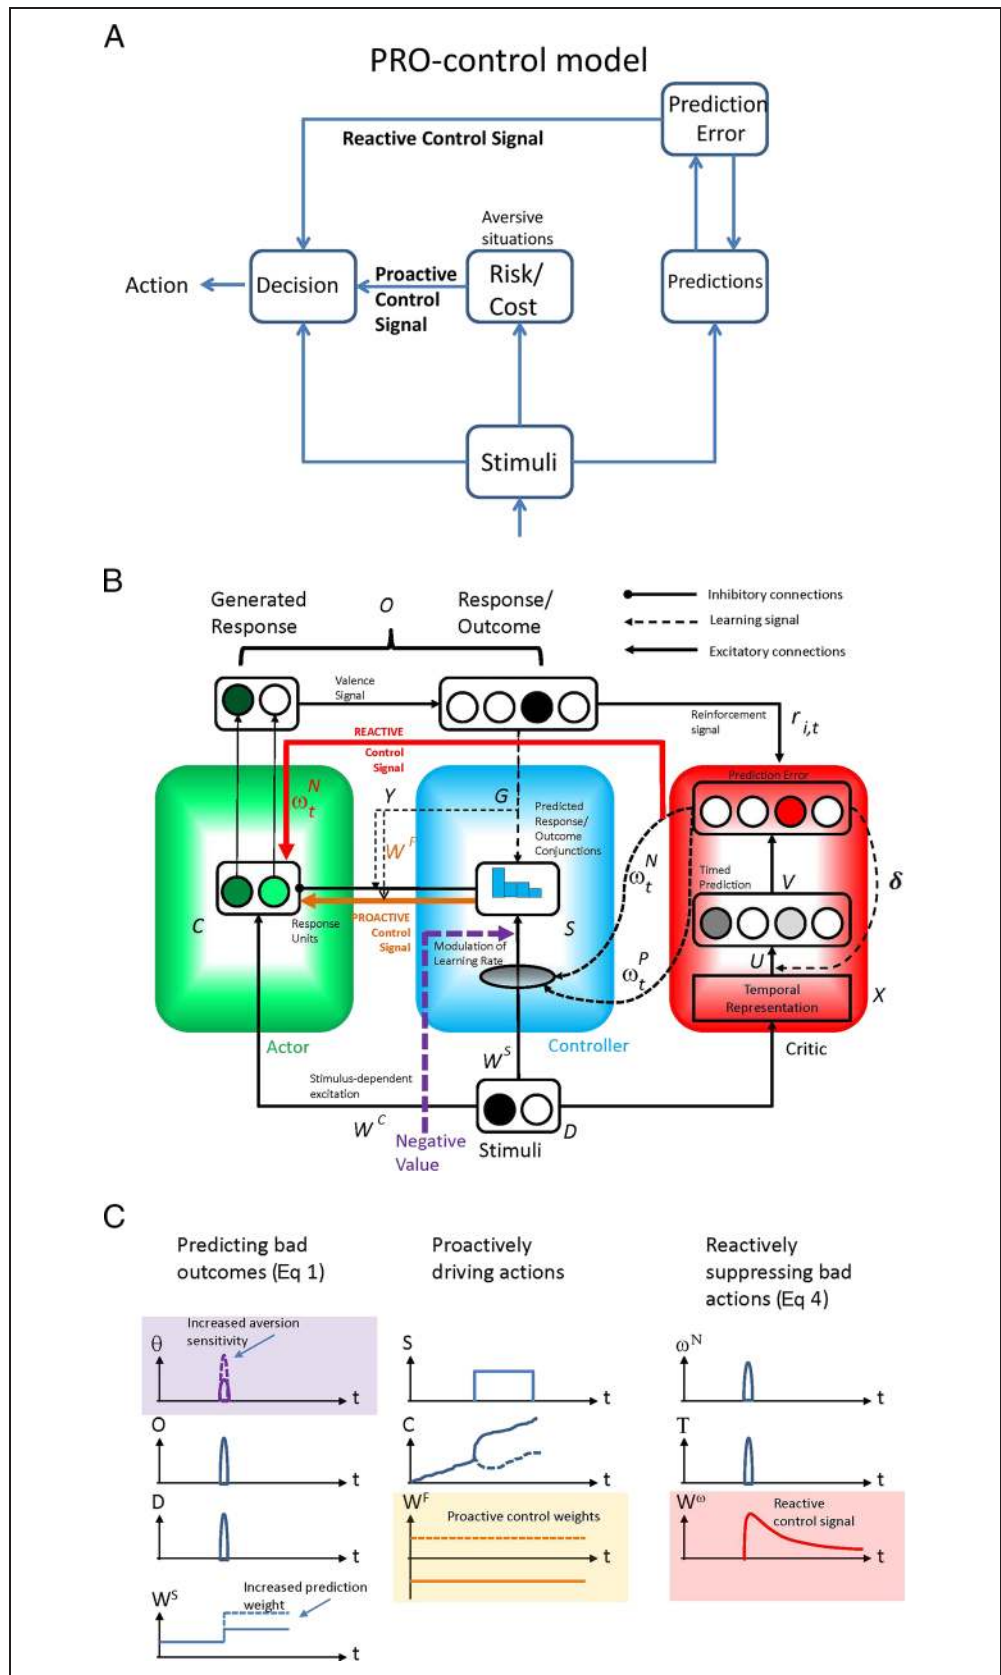 A
PRO-control model
Prediction
Error
Reactive Control Signal
Aversive
situations
Action
Decision
Proactive
Control
Signal
Risk/
Cost
Predictions
Stimuli
B
Generated
Response
O
Response/
Outcome
Inhibitory connections
Learning signal
Excitatory connections
Valence
Signal
Reinforcement
signal
r i,t
REACTIVE
Control
Signal
Prediction Error
ω t N
Y
G
Predicted
Response/
Outcome
Conjunctions
W F
ω t N
Timed
Prediction
V
δ
C
Response
Units
PROACTIVE
Control
Signal
S
Modulation of
Learning Rate
ω t P
U
Temporal
Representation
X
Actor
Controller
Critic
W S
Stimulus-dependent
excitation
W C
D
Negative
Value
Stimuli
C
Predicting bad
outcomes (Eq 1)
Increased aversion
sensitivity
θ
t
O
t
D
t
W S
Increased prediction
weight
t
Proactively
driving actions
S
t
C
t
W F
Proactive control weights
t
Reactively
suppressing bad
actions (Eq 4)
ω N
t
T
t
W ω
Reactive
control signal
t